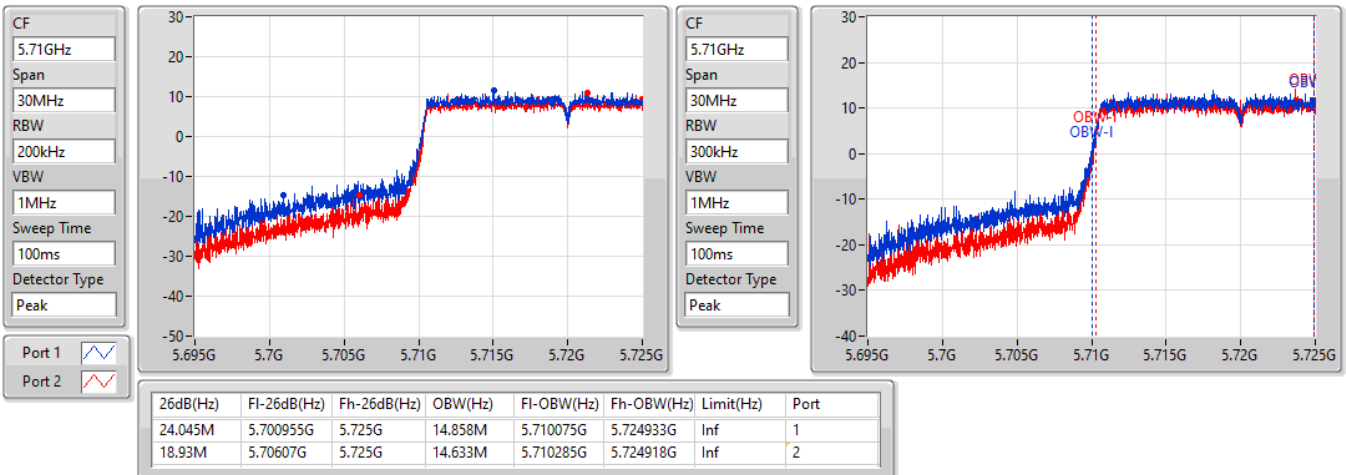 CF
5.71GHz
Span
30MHz
RBW
200kHz
VBW
1MHz
Sweep Time
100ms
Detector Type
Peak
Port 1
Port 2
30
20
10
0
-10
-20
-30
-40
-50
5.695G 5.7G 5.705G 5.71G 5.715G 5.72G 5.725G
CF
5.71GHz
Span
30MHz
RBW
300kHz
VBW
1MHz
Sweep Time
100ms
Detector Type
Peak
30
20
10
0
-10
-20
-30
-40
OBW-I
OBW-I
OBW
OBW
5.695G 5.7G 5.705G 5.71G 5.715G 5.72G 5.725G
26dB(Hz) Fl-26dB(Hz) Fh-26dB(Hz) OBW(Hz) Fl-OBW(Hz) Fh-OBW(Hz) Limit(Hz) Port
24.045M 5.700955G 5.725G 14.858M 5.710075G 5.724933G Inf 1
18.93M 5.70607G 5.725G 14.633M 5.710285G 5.724918G Inf 2